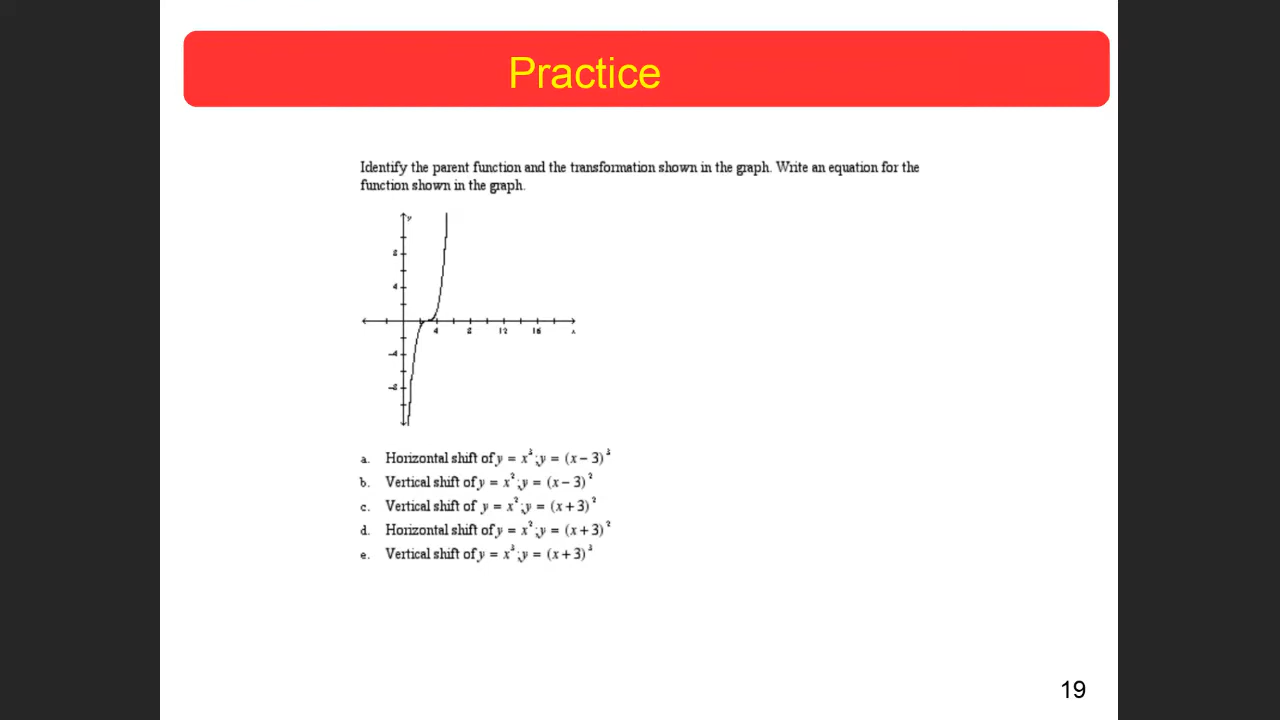 Practice
Identify the parent function and the transformation shown in the graph. Write an equation for the
function shown in the graph.
y
8
4
4 8 12 16 x
-4
-8
a. Horizontal shift of y = x³; y = (x − 3)³
b. Vertical shift of y = x²; y = (x − 3)²
c. Vertical shift of y = x²; y = (x + 3)²
d. Horizontal shift of y = x²; y = (x + 3)²
e. Vertical shift of y = x³; y = (x + 3)³
19